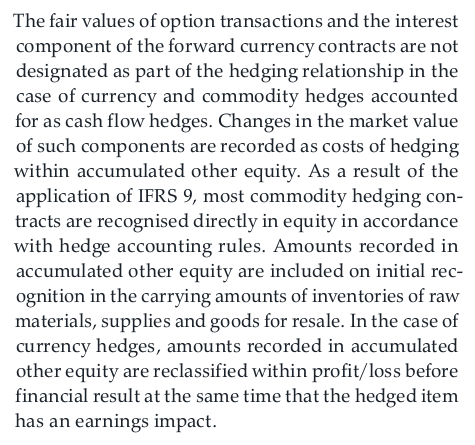 The fair values of option transactions and the interest
component of the forward currency contracts are not
designated as part of the hedging relationship in the
case of currency and commodity hedges accounted
for as cash flow hedges. Changes in the market value
of such components are recorded as costs of hedging
within accumulated other equity. As a result of the
application of IFRS 9, most commodity hedging con-
tracts are recognised directly in equity in accordance
with hedge accounting rules. Amounts recorded in
accumulated other equity are included on initial rec-
ognition in the carrying amounts of inventories of raw
materials, supplies and goods for resale. In the case of
currency hedges, amounts recorded in accumulated
other equity are reclassified within profit/loss before
financial result at the same time that the hedged item
has an earnings impact.